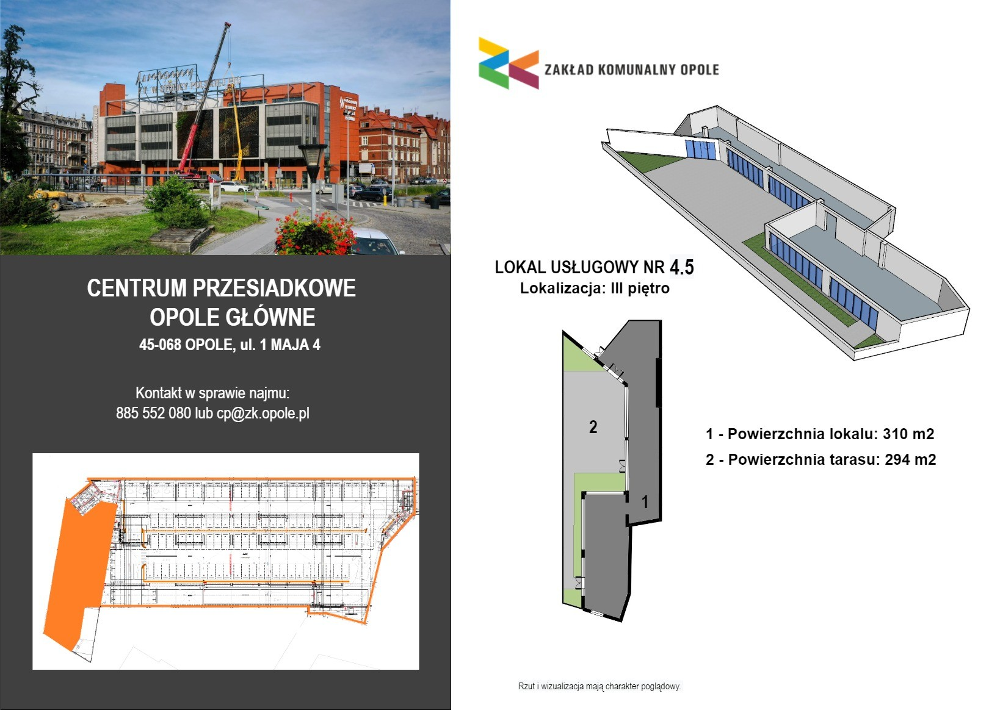 CENTRUM PRZESIADKOWE
OPOLE GŁÓWNE
45-068 OPOLE, ul. 1 MAJA 4
Kontakt w sprawie najmu:
885 552 080 lub cp@zk.opole.pl
ZAKŁAD KOMUNALNY OPOLE
LOKAL USŁUGOWY NR 4.5
Lokalizacja: III piętro
2
1
1 - Powierzchnia lokalu: 310 m2
2 - Powierzchnia tarasu: 294 m2
Rzut i wizualizacja mają charakter poglądowy.